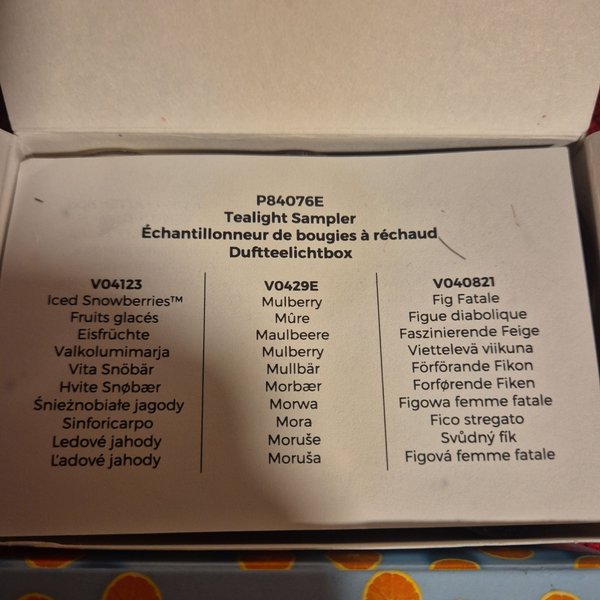 P84076E
Tealight Sampler
Échantillonneur de bougies à réchaud
Duftteelichtbox
V04123
Iced Snowberries™
Fruits glacés
Eisfrüchte
Valkolumimarja
Vita Snöbär
Hvite Snøbær
Śnieżnobiałe jagody
Sinforicarpo
Ledové jahody
Ľadové jahody
V0429E
Mulberry
Mûre
Maulbeere
Mulberry
Mullbär
Morbær
Morwa
Mora
Moruše
Moruša
V040821
Fig Fatale
Figue diabolique
Faszinierende Feige
Viettelevä viikuna
Förförande Fikon
Forførende Fiken
Figowa femme fatale
Fico stregato
Svůdný fík
Figová femme fatale